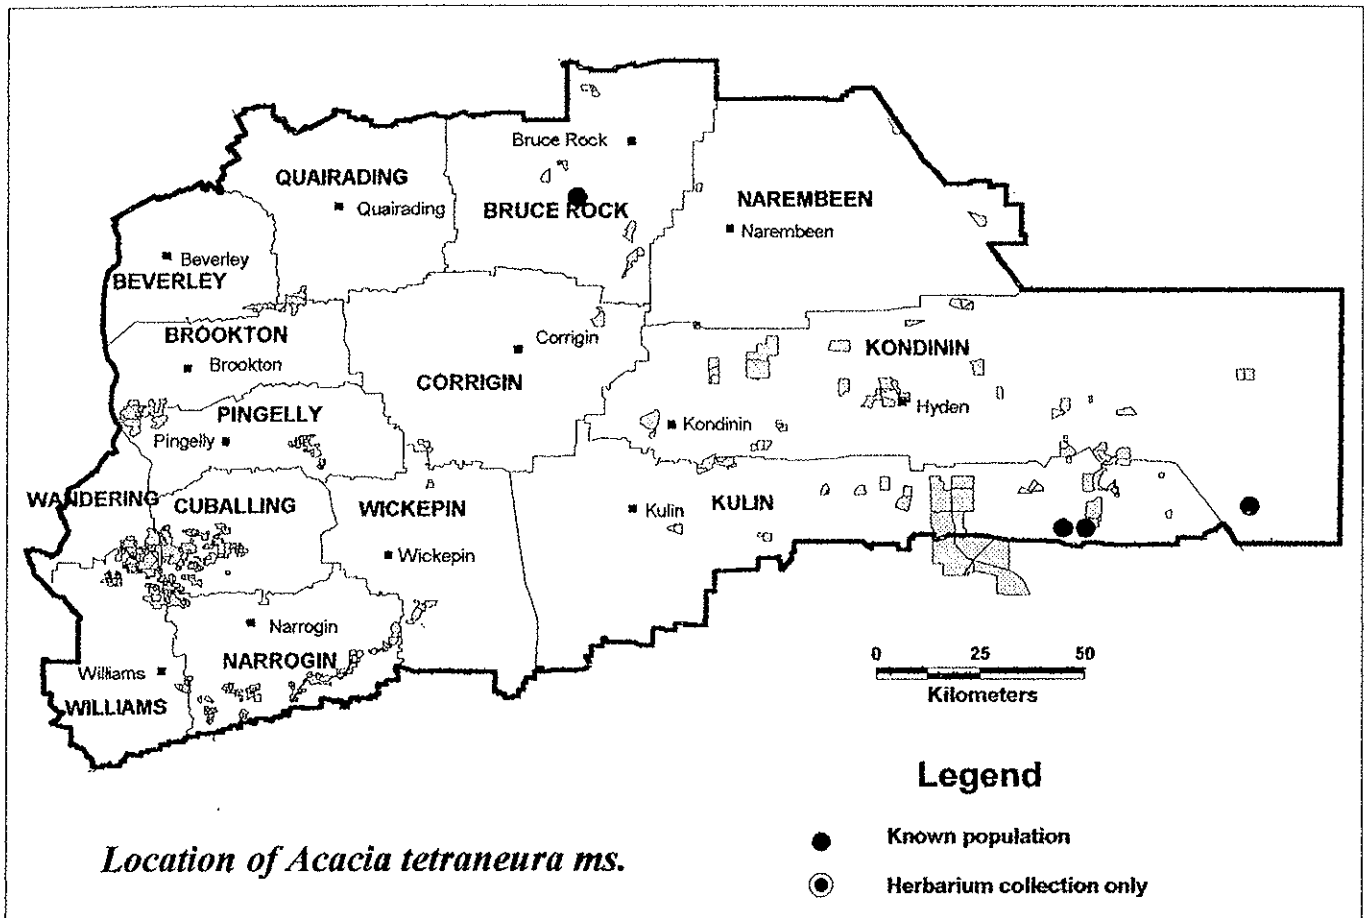 Bruce Rock
QUAIRADING
Quairading
BRUCE ROCK
NAREMBEEN
Narembeen
Beverley
BEVERLEY
BROOKTON
Brookton
Corrigin
CORRIGIN
KONDININ
Hyden
PINGELLY
Pingelly
Kondinin
WANDERING
CUBALLING
WICKEPIN
Wickepin
Kulin
KULIN
Narrogin
NARROGIN
Williams
WILLIAMS
0 25 50
Kilometers
Legend
Known population
Herbarium collection only
Location of Acacia tetraneura ms.